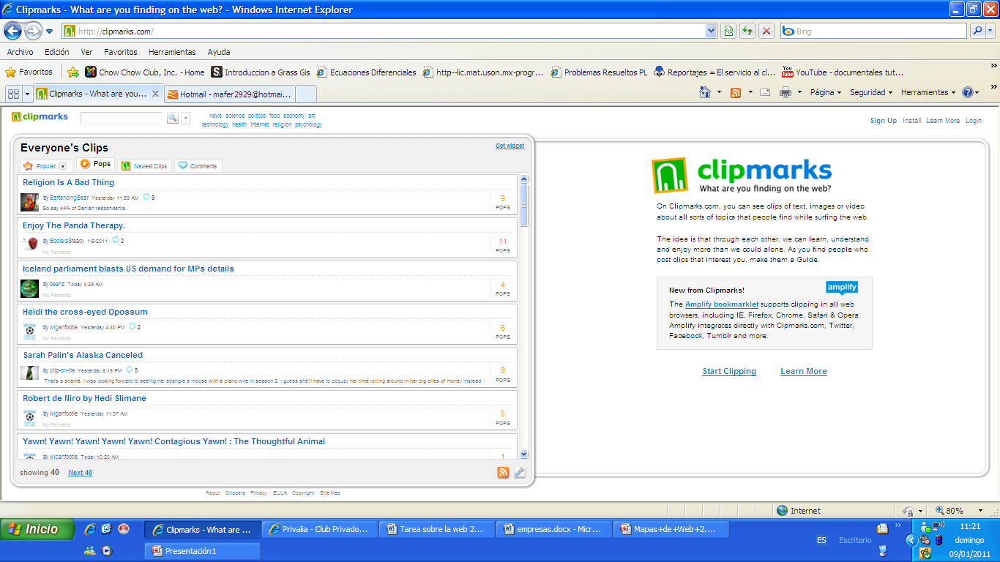 Clipmarks - What are you finding on the web? - Windows Internet Explorer
http://clipmarks.com/
Bing
Archivo Edición Ver Favoritos Herramientas Ayuda
Favoritos Chow Chow Club, Inc. - Home Introduccion a Grass Gis Ecuaciones Diferenciales http--lic.mat.uson.mx-progr... Problemas Resueltos PL Reportajes = El servicio al cl... YouTube - documentales tut...
Clipmarks - What are you... Hotmail - mafer2929@hotmai... Página Seguridad Herramientas
clipmarks
news science politics food economy art
technology health internet religion psychology
Sign Up Install Learn More Login
Everyone's Clips
Get widget
Popular Pops Newest Clips Comments
Religion Is A Bad Thing
by BartendingBear Yesterday 11:58 AM 8
So say 44% of Danish respondents.
9
POPS
Enjoy The Panda Therapy.
by EddieIsSteady 1-6-2011 2
No Remarks
11
POPS
Iceland parliament blasts US demand for MPs details
by beanz Today 4:39 AM
No Remarks
4
POPS
Heidi the cross-eyed Opossum
by wiganfootie Yesterday 4:30 PM 2
No Remarks
6
POPS
Sarah Palin's Alaska Canceled
by clip-on-tie Yesterday 8:15 PM 5
That's a shame. I was looking forward to seeing her strangle a moose with a piano wire in season 2. I guess she'll have to occupy her time rolling around in her big piles of money instead.
8
POPS
Robert de Niro by Hedi Slimane
by wiganfootie Yesterday 11:37 AM
No Remarks
5
POPS
Yawn! Yawn! Yawn! Yawn! Yawn! Contagious Yawn! : The Thoughtful Animal
by wiganfootie Today 10:20 AM
1
showing 40 Next 40
clipmarks
What are you finding on the web?
On Clipmarks.com, you can see clips of text, images or video
about all sorts of topics that people find while surfing the web.
The idea is that through each other, we can learn, understand
and enjoy more than we could alone. As you find people who
post clips that interest you, make them a Guide.
New from Clipmarks!
amplify
The Amplify bookmarklet supports clipping in all web
browsers, including IE, Firefox, Chrome, Safari & Opera.
Amplify integrates directly with Cipmarks.com, Twitter,
Facebook, Tumblr and more.
Start Clipping Learn More
About Clippers Privacy EULA Copyright Site Map
Internet 80%
Inicio Clipmarks - What are ... Privalia - Club Privado... Tarea sobre la web 2... empresas.docx - Micr... Mapas+de+Web+2....
Presentación1
ES Escritorio
11:21
domingo
09/01/2011